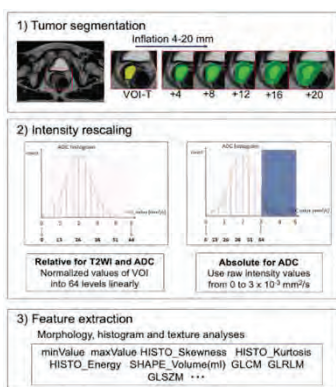 1) Tumor segmentation
Inflation 4-20 mm
VOI-T +4 +8 +12 +16 +20
2) Intensity rescaling
ADC histogram ADC histogram
Relative for T2WI and ADC
Normalized values of VOI
into 64 levels linearly
Absolute for ADC
Use raw intensity values
from 0 to 3 x 10⁻³ mm²/s
3) Feature extraction
Morphology, histogram and texture analyses
minValue maxValue HISTO_Skewness HISTO_Kurtosis
HISTO_Energy SHAPE_Volume(ml) GLCM GLRLM
GLSZM ···